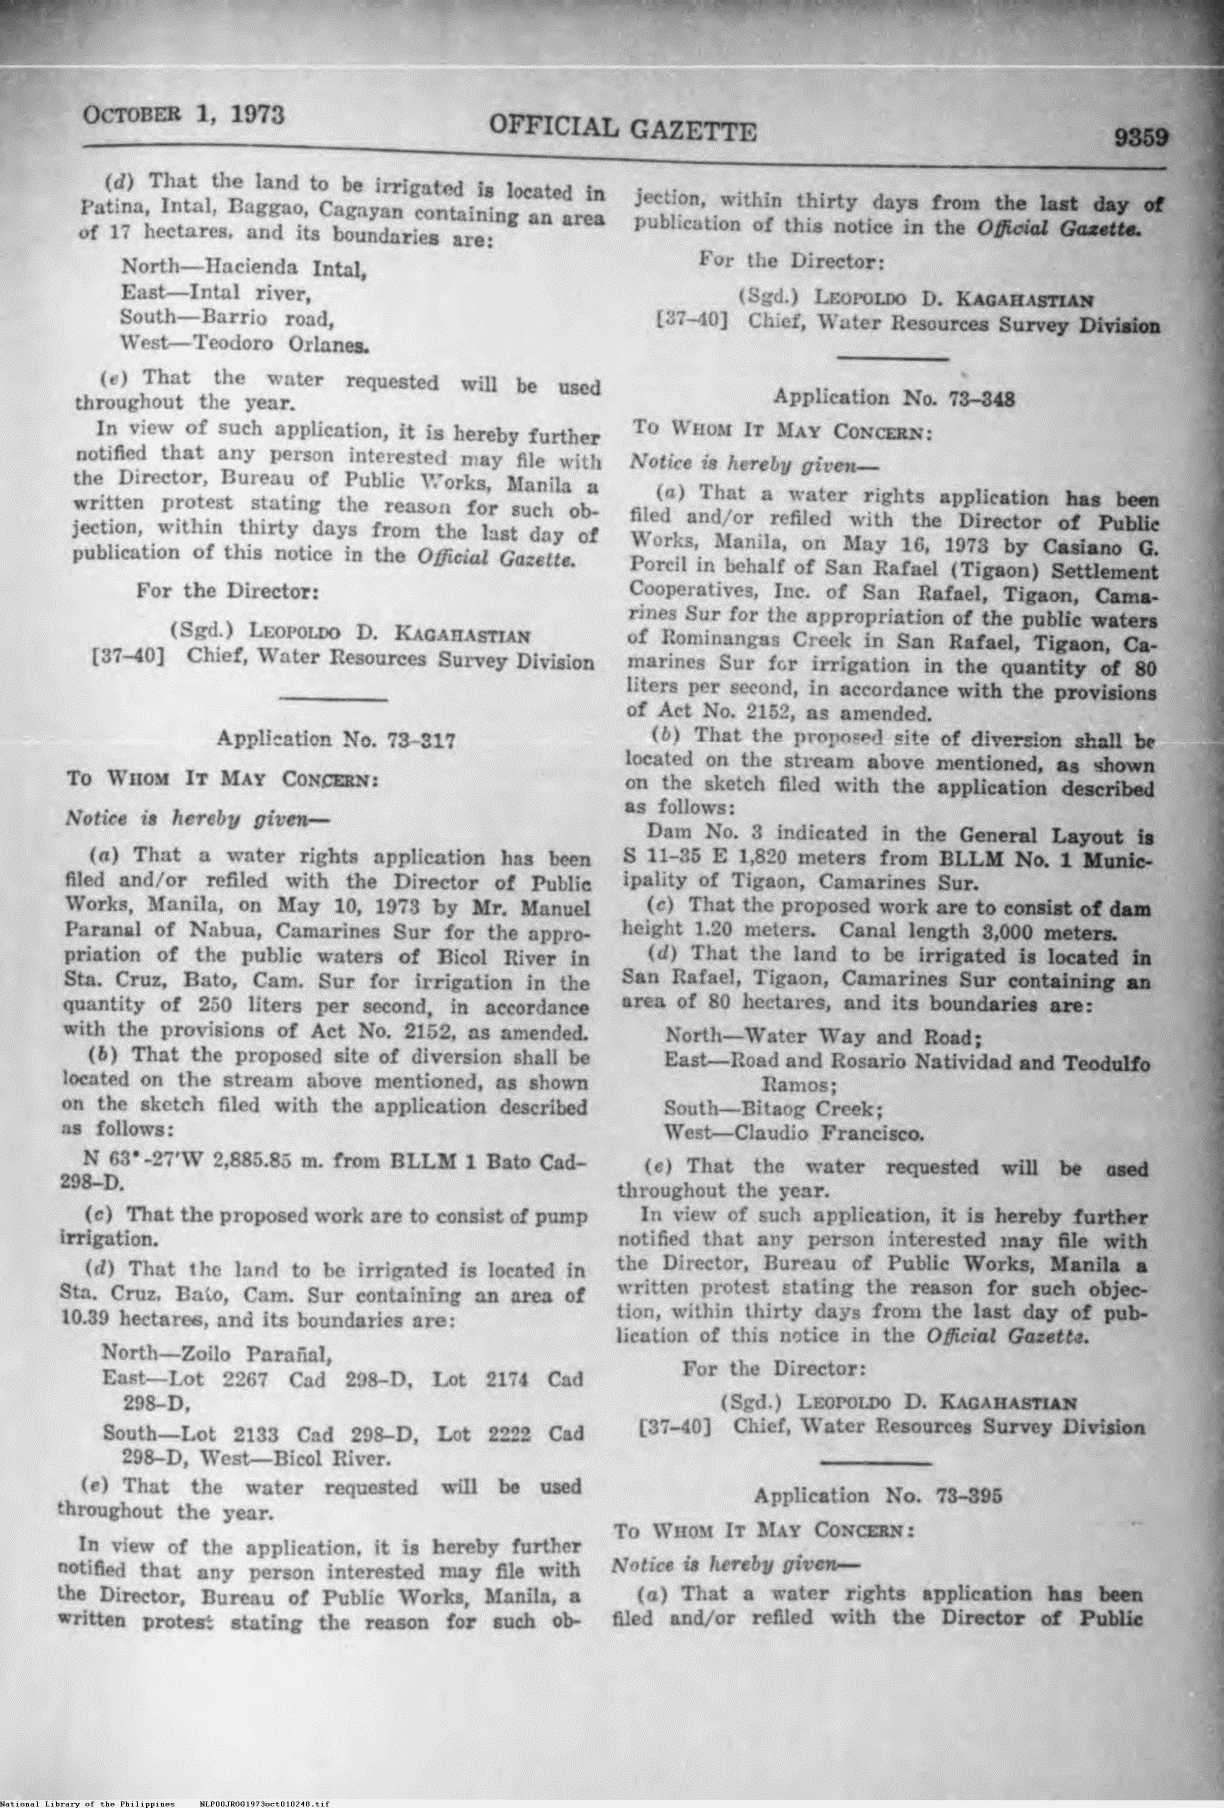 OCTOBER 1, 1973
OFFICIAL GAZETTE
9359
(d) That the land to be irrigated is located in
Patina, Intal, Baggao, Cagayan containing an area
of 17 hectares, and its boundaries are:
North—Hacienda Intal,
East—Intal river,
South—Barrio road,
West—Teodoro Orlanes.
(e) That the water requested will be used
throughout the year.
In view of such application, it is hereby further
notified that any person interested may file with
the Director, Bureau of Public Works, Manila a
written protest stating the reason for such ob-
jection, within thirty days from the last day of
publication of this notice in the Official Gazette.
For the Director:
(Sgd.) LEOPOLDO D. KAGAHASTIAN
[37–40] Chief, Water Resources Survey Division
Application No. 73–317
TO WHOM IT MAY CONCERN:
Notice is hereby given—
(a) That a water rights application has been
filed and/or refiled with the Director of Public
Works, Manila, on May 10, 1973 by Mr. Manuel
Paranal of Nabua, Camarines Sur for the appro-
priation of the public waters of Bicol River in
Sta. Cruz, Bato, Cam. Sur for irrigation in the
quantity of 250 liters per second, in accordance
with the provisions of Act No. 2152, as amended.
(b) That the proposed site of diversion shall be
located on the stream above mentioned, as shown
on the sketch filed with the application described
as follows:
N 63°-27'W 2,885.85 m. from BLLM 1 Bato Cad–
298–D.
(c) That the proposed work are to consist of pump
irrigation.
(d) That the land to be irrigated is located in
Sta. Cruz, Bato, Cam. Sur containing an area of
10.39 hectares, and its boundaries are:
North—Zoilo Parañal,
East—Lot 2267 Cad 298–D, Lot 2174 Cad
298–D,
South—Lot 2133 Cad 298–D, Lot 2222 Cad
298–D, West—Bicol River.
(e) That the water requested will be used
throughout the year.
In view of the application, it is hereby further
notified that any person interested may file with
the Director, Bureau of Public Works, Manila, a
written protest stating the reason for such ob-
jection, within thirty days from the last day of
publication of this notice in the Official Gazette.
For the Director:
(Sgd.) LEOPOLDO D. KAGAHASTIAN
[37–40] Chief, Water Resources Survey Division
Application No. 73–348
TO WHOM IT MAY CONCERN:
Notice is hereby given—
(a) That a water rights application has been
filed and/or refiled with the Director of Public
Works, Manila, on May 16, 1973 by Casiano G.
Porcil in behalf of San Rafael (Tigaon) Settlement
Cooperatives, Inc. of San Rafael, Tigaon, Cama-
rines Sur for the appropriation of the public waters
of Rominangas Creek in San Rafael, Tigaon, Ca-
marines Sur for irrigation in the quantity of 80
liters per second, in accordance with the provisions
of Act No. 2152, as amended.
(b) That the proposed site of diversion shall be
located on the stream above mentioned, as shown
on the sketch filed with the application described
as follows:
Dam No. 3 indicated in the General Layout is
S 11–35 E 1,820 meters from BLLM No. 1 Munic-
ipality of Tigaon, Camarines Sur.
(c) That the proposed work are to consist of dam
height 1.20 meters. Canal length 3,000 meters.
(d) That the land to be irrigated is located in
San Rafael, Tigaon, Camarines Sur containing an
area of 80 hectares, and its boundaries are:
North—Water Way and Road;
East—Road and Rosario Natividad and Teodulfo
Ramos;
South—Bitaog Creek;
West—Claudio Francisco.
(e) That the water requested will be used
throughout the year.
In view of such application, it is hereby further
notified that any person interested may file with
the Director, Bureau of Public Works, Manila a
written protest stating the reason for such objec-
tion, within thirty days from the last day of pub-
lication of this notice in the Official Gazette.
For the Director:
(Sgd.) LEOPOLDO D. KAGAHASTIAN
[37–40] Chief, Water Resources Survey Division
Application No. 73–395
TO WHOM IT MAY CONCERN:
Notice is hereby given—
(a) That a water rights application has been
filed and/or refiled with the Director of Public
National Library of the Philippines NLPOOJROG1973oct010248.tif